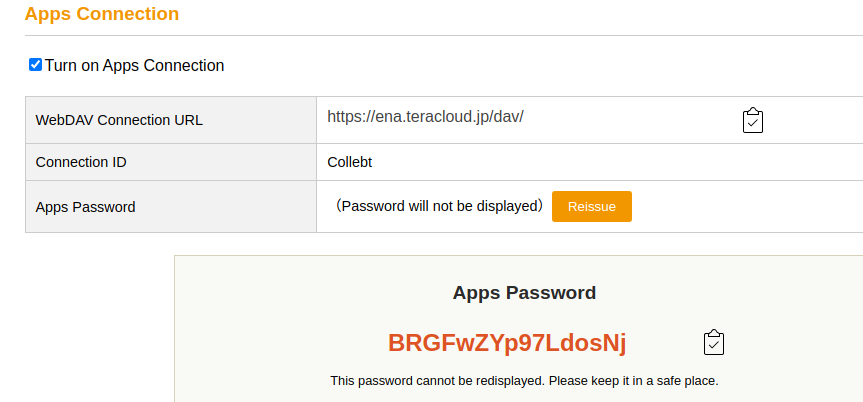 Apps Connection
Turn on Apps Connection
WebDAV Connection URL https://ena.teracloud.jp/dav/
Connection ID Collebt
Apps Password (Password will not be displayed) Reissue
Apps Password
BRGFwZYp97LdosNj
This password cannot be redisplayed. Please keep it in a safe place.